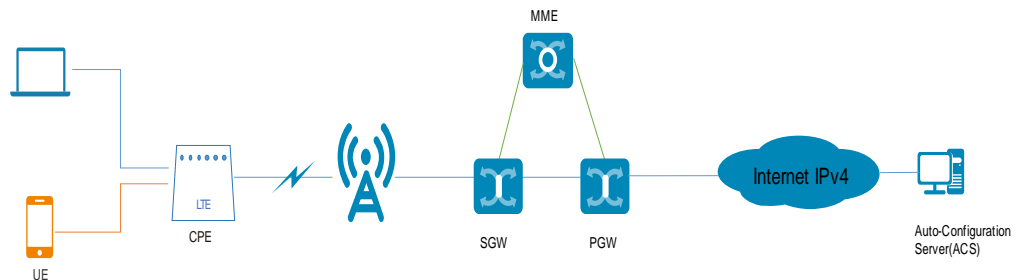 MME
LTE
Internet IPv4
CPE
SGW
PGW
Auto-Configuration
Server(ACS)
UE